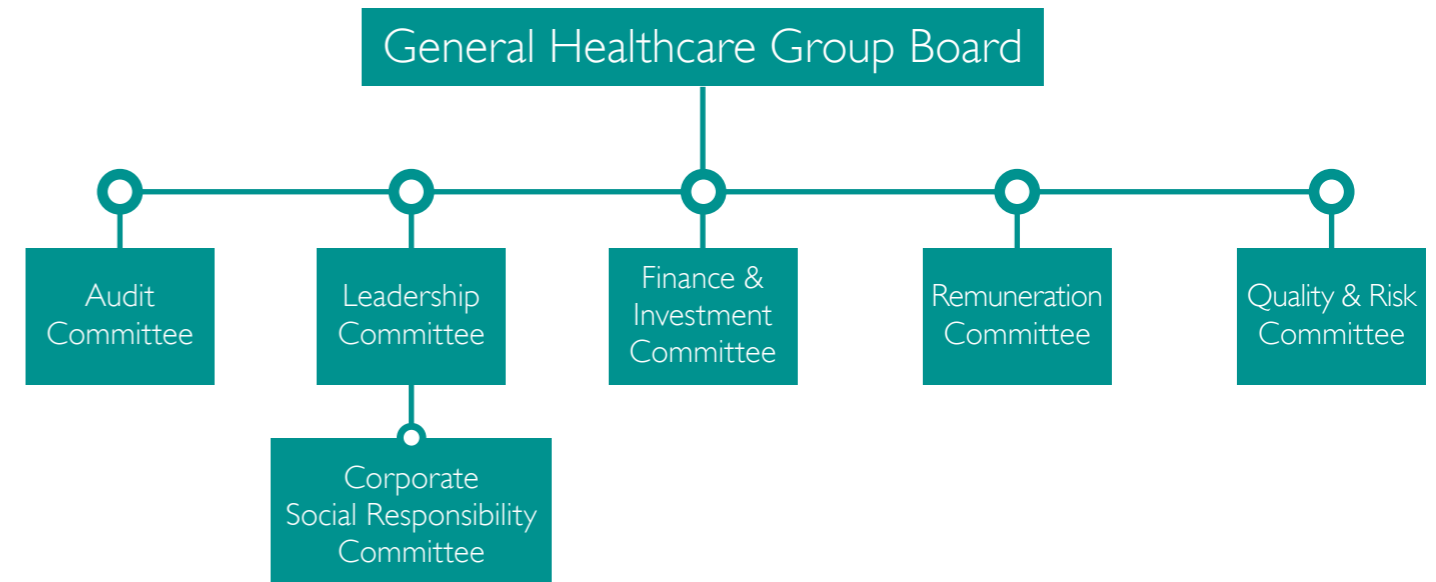 General Healthcare Group Board
Audit
Committee
Leadership
Committee
Finance &
Investment
Committee
Remuneration
Committee
Quality & Risk
Committee
Corporate
Social Responsibility
Committee